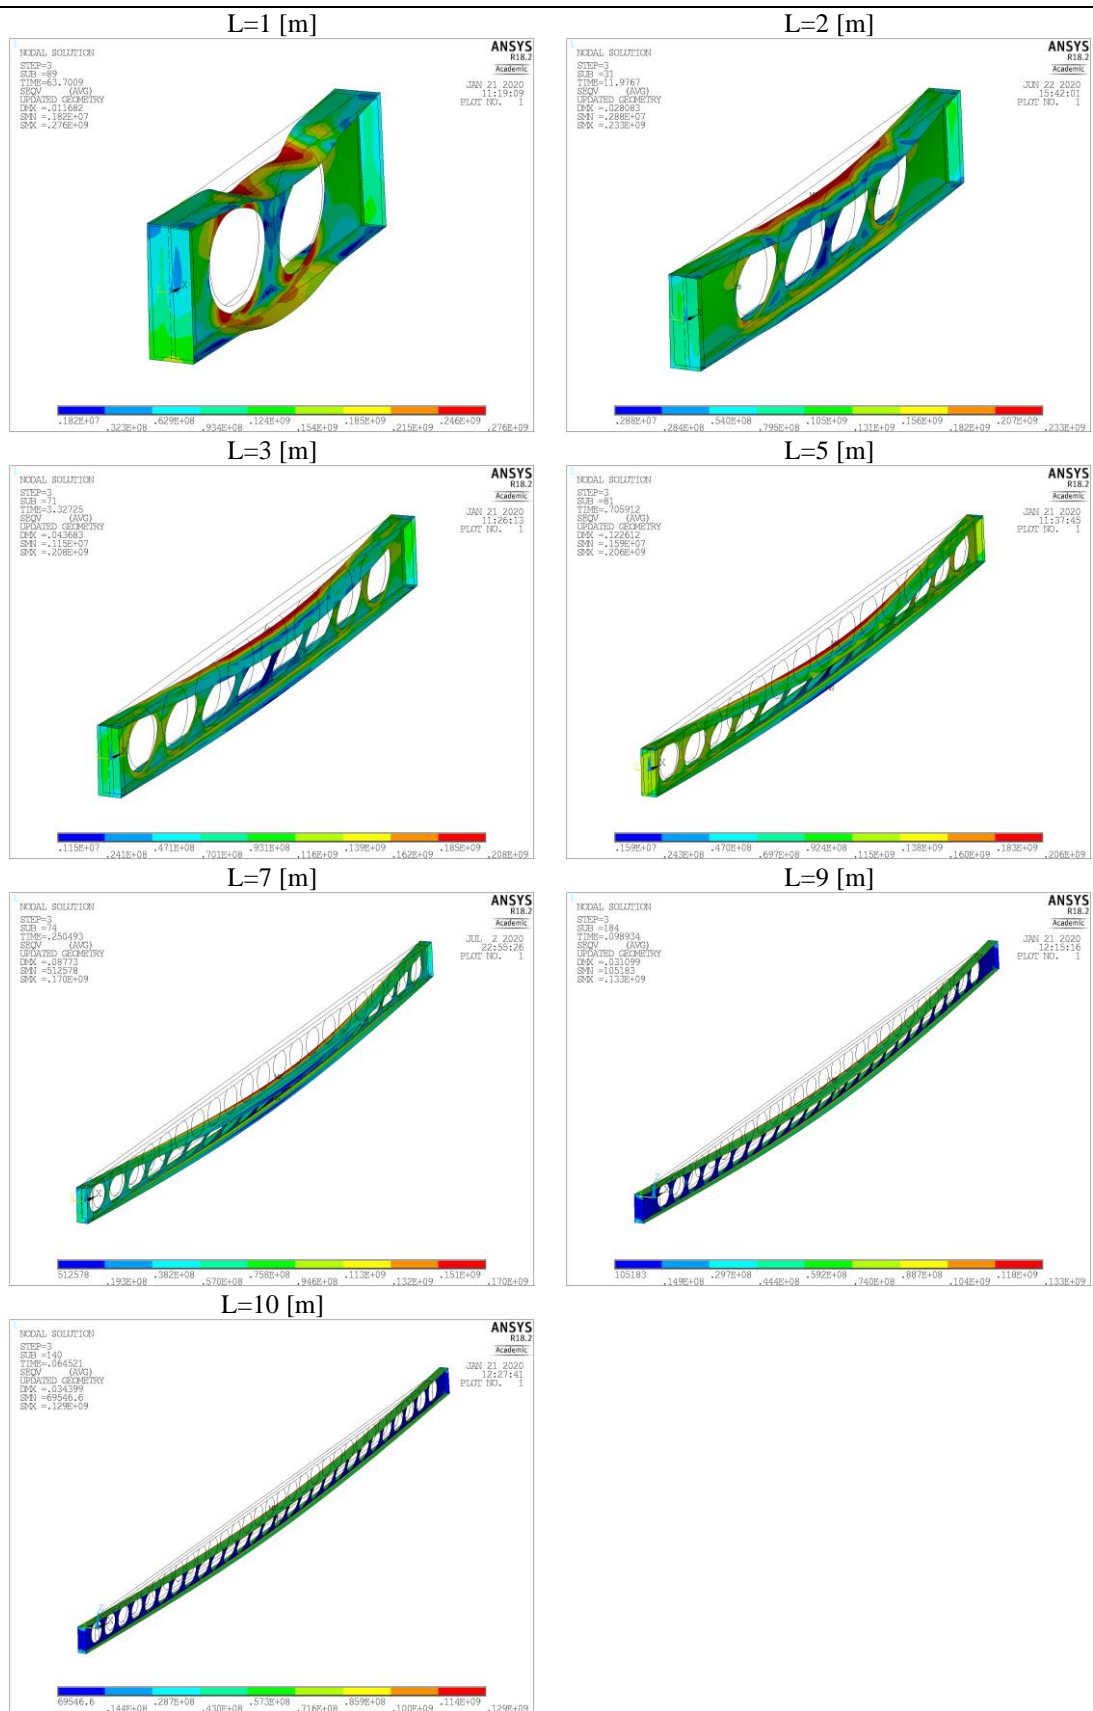 L=1 [m]
1
NODAL SOLUTION
STEP=3
SUB =89
TIME=63.7009
SEQV (AVG)
UPDATED GEOMETRY
DMX =.011682
SMN =.182E+07
SMX =.276E+09
ANSYS
R18.2
Academic
JAN 21 2020
11:19:09
PLOT NO. 1
.182E+07 .629E+08 .124E+09 .185E+09 .246E+09
.323E+08 .934E+08 .154E+09 .215E+09 .276E+09
L=2 [m]
1
NODAL SOLUTION
STEP=3
SUB =31
TIME=11.9767
SEQV (AVG)
UPDATED GEOMETRY
DMX =.028083
SMN =.288E+07
SMX =.233E+09
ANSYS
R18.2
Academic
JUN 22 2020
15:42:01
PLOT NO. 1
.288E+07 .540E+08 .105E+09 .156E+09 .207E+09
.284E+08 .795E+08 .131E+09 .182E+09 .233E+09
L=3 [m]
1
NODAL SOLUTION
STEP=3
SUB =71
TIME=3.32725
SEQV (AVG)
UPDATED GEOMETRY
DMX =.043683
SMN =.115E+07
SMX =.208E+09
ANSYS
R18.2
Academic
JAN 21 2020
11:26:13
PLOT NO. 1
.115E+07 .471E+08 .931E+08 .139E+09 .185E+09
.241E+08 .701E+08 .116E+09 .162E+09 .208E+09
L=5 [m]
1
NODAL SOLUTION
STEP=3
SUB =81
TIME=.705912
SEQV (AVG)
UPDATED GEOMETRY
DMX =.122612
SMN =.159E+07
SMX =.206E+09
ANSYS
R18.2
Academic
JAN 21 2020
11:37:45
PLOT NO. 1
.159E+07 .470E+08 .924E+08 .138E+09 .183E+09
.243E+08 .697E+08 .115E+09 .160E+09 .206E+09
L=7 [m]
1
NODAL SOLUTION
STEP=3
SUB =74
TIME=.250493
SEQV (AVG)
UPDATED GEOMETRY
DMX =.08773
SMN =512578
SMX =.170E+09
ANSYS
R18.2
Academic
JUL 2 2020
22:55:26
PLOT NO. 1
512578 .382E+08 .758E+08 .113E+09 .151E+09
.193E+08 .570E+08 .946E+08 .132E+09 .170E+09
L=9 [m]
1
NODAL SOLUTION
STEP=3
SUB =184
TIME=.098934
SEQV (AVG)
UPDATED GEOMETRY
DMX =.031099
SMN =105183
SMX =.133E+09
ANSYS
R18.2
Academic
JAN 21 2020
12:15:16
PLOT NO. 1
105183 .297E+08 .592E+08 .887E+08 .118E+09
.149E+08 .444E+08 .740E+08 .104E+09 .133E+09
L=10 [m]
1
NODAL SOLUTION
STEP=3
SUB =140
TIME=.064521
SEQV (AVG)
UPDATED GEOMETRY
DMX =.034399
SMN =69546.6
SMX =.129E+09
ANSYS
R18.2
Academic
JAN 21 2020
12:27:41
PLOT NO. 1
69546.6 .287E+08 .573E+08 .859E+08 .114E+09
.144E+08 .430E+08 .716E+08 .100E+09 .129E+09